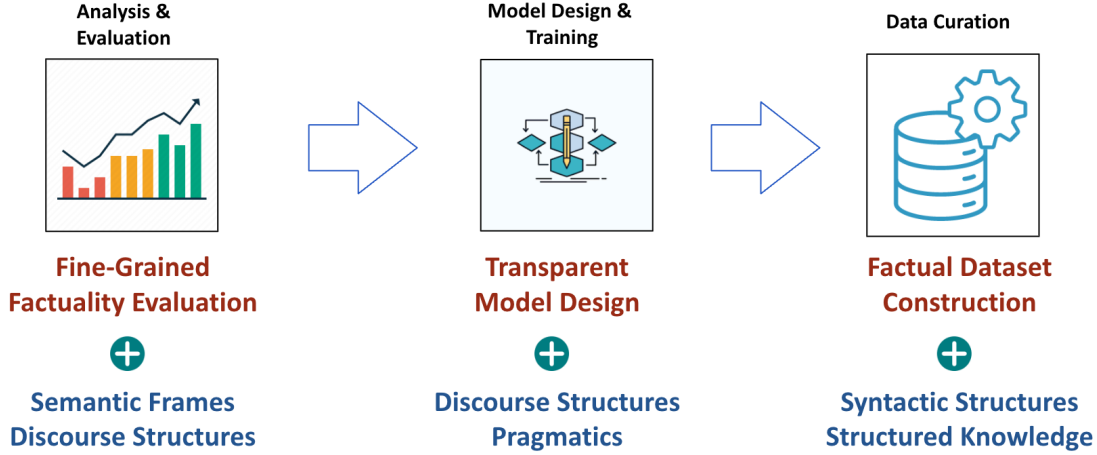 Analysis &
Evaluation
Model Design &
Training
Data Curation
Fine-Grained
Factuality Evaluation
Transparent
Model Design
Factual Dataset
Construction
Semantic Frames
Discourse Structures
Discourse Structures
Pragmatics
Syntactic Structures
Structured Knowledge